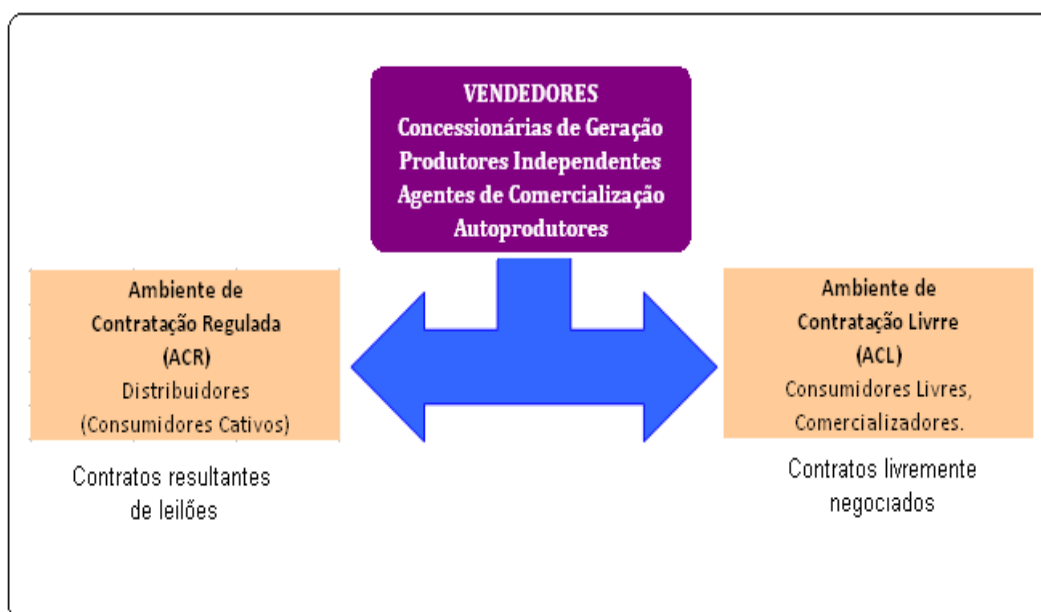 VENDEDORES
Concessionárias de Geração
Produtores Independentes
Agentes de Comercialização
Autoprodutores
Ambiente de
Contratação Regulada
(ACR)
Distribuidores
(Consumidores Cativos)
Contratos resultantes
de leilões
Ambiente de
Contratação Livrre
(ACL)
Consumidores Livres,
Comercializadores.
Contratos livremente
negociados